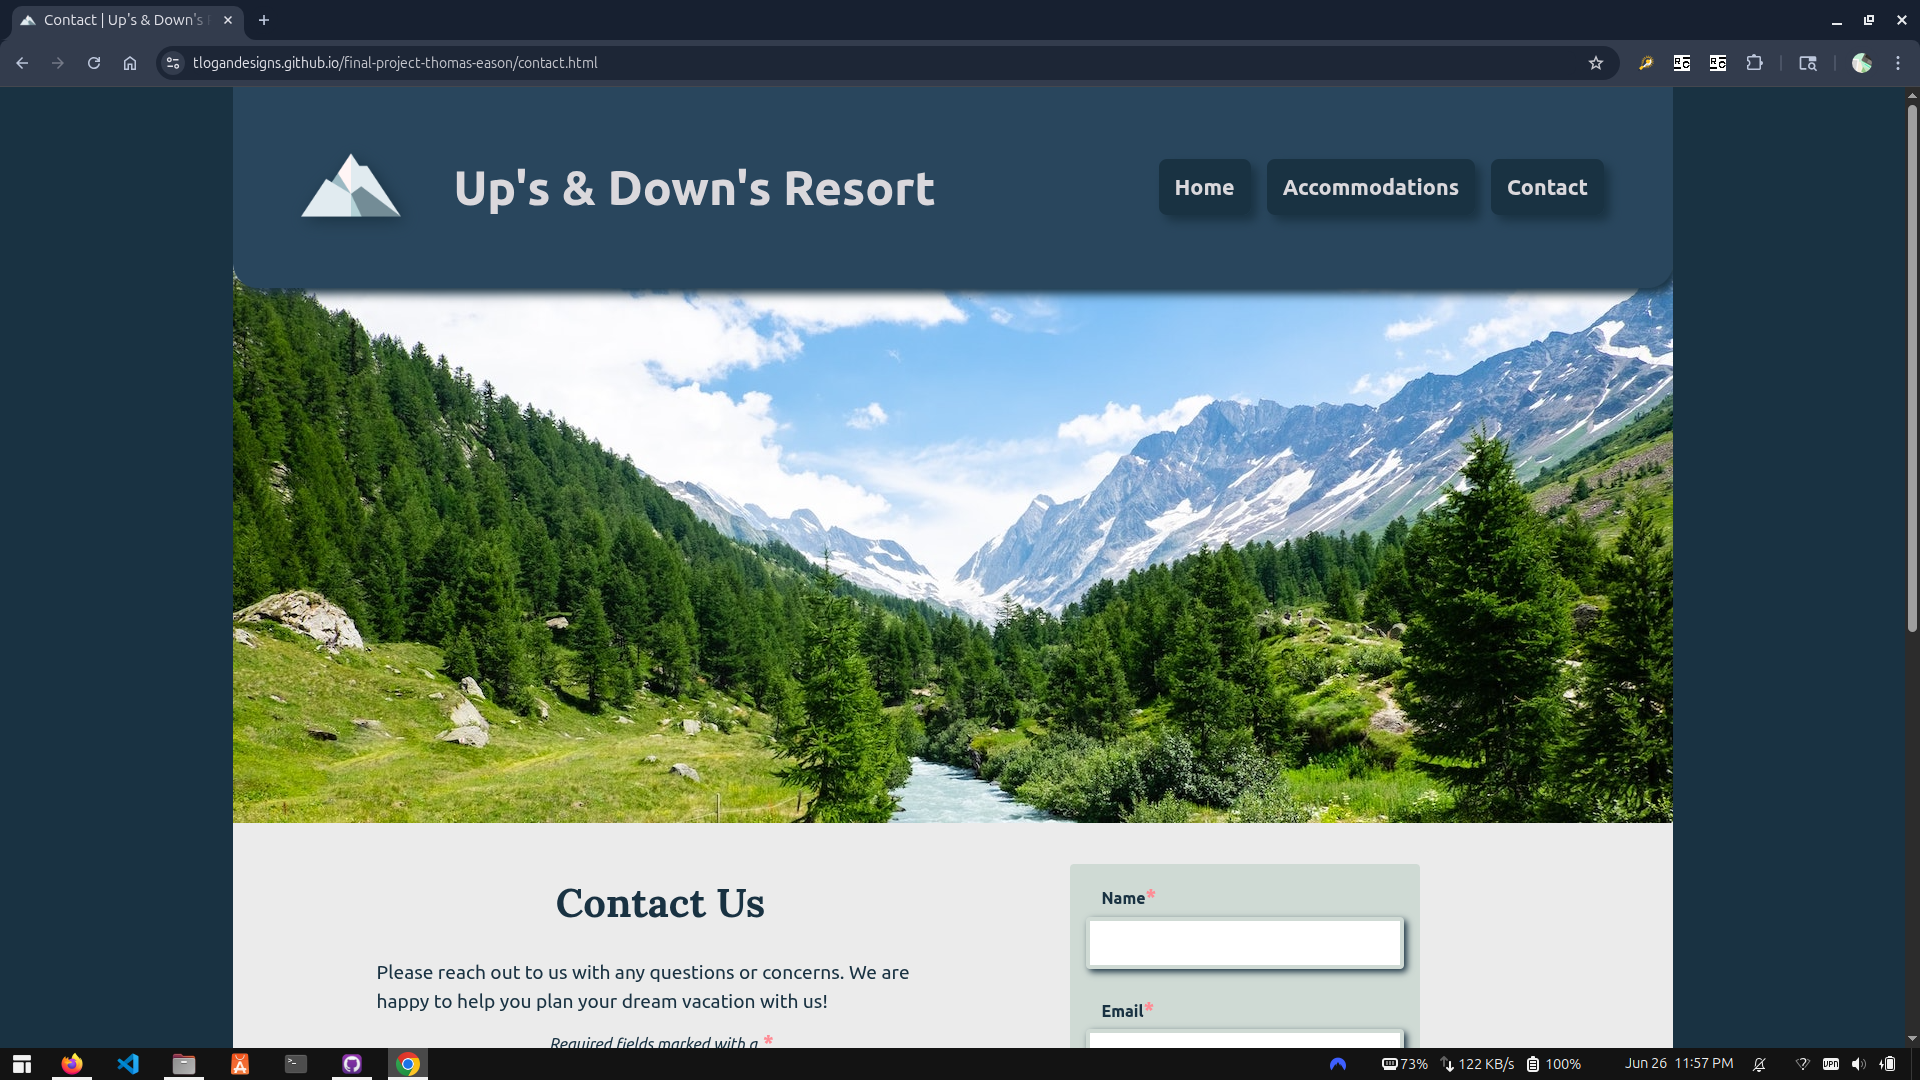 Contact | Up's & Down's
tlogandesigns.github.io/final-project-thomas-eason/contact.html
Up's & Down's Resort
Home
Accommodations
Contact
Contact Us
Please reach out to us with any questions or concerns. We are
happy to help you plan your dream vacation with us!
Required fields marked with a *
Name*
Email*
73%
122 KB/s
100%
Jun 26 11:57 PM
VPN